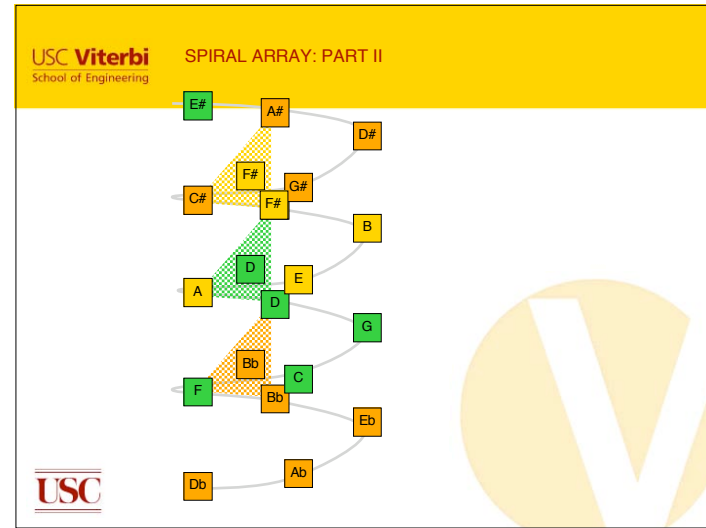 USC Viterbi
School of Engineering
SPIRAL ARRAY: PART II
E#
A#
D#
F#
G#
C#
F#
B
D
E
A
D
G
Bb
C
F
Bb
Eb
Ab
Db
USC